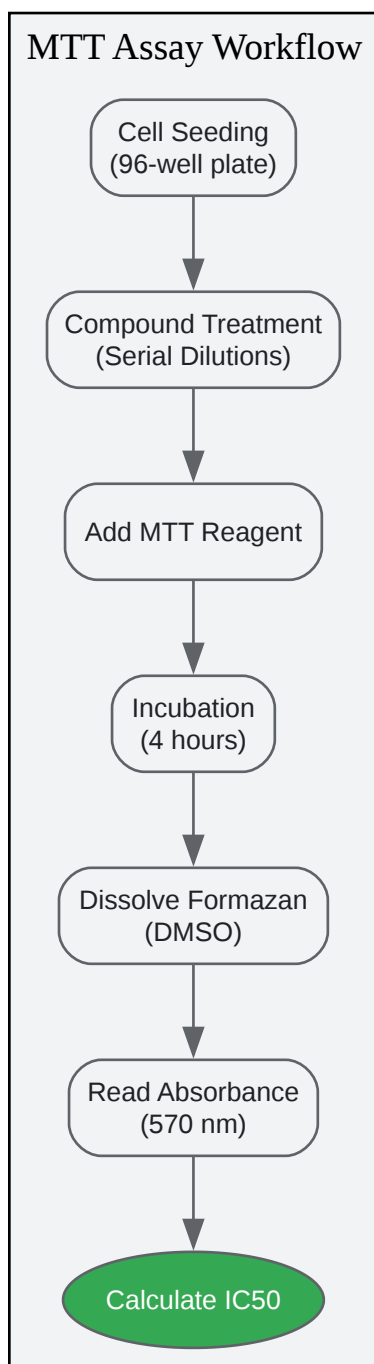 MTT Assay Workflow
Cell Seeding
(96-well plate)
Compound Treatment
(Serial Dilutions)
Add MTT Reagent
Incubation
(4 hours)
Dissolve Formazan
(DMSO)
Read Absorbance
(570 nm)
Calculate IC50